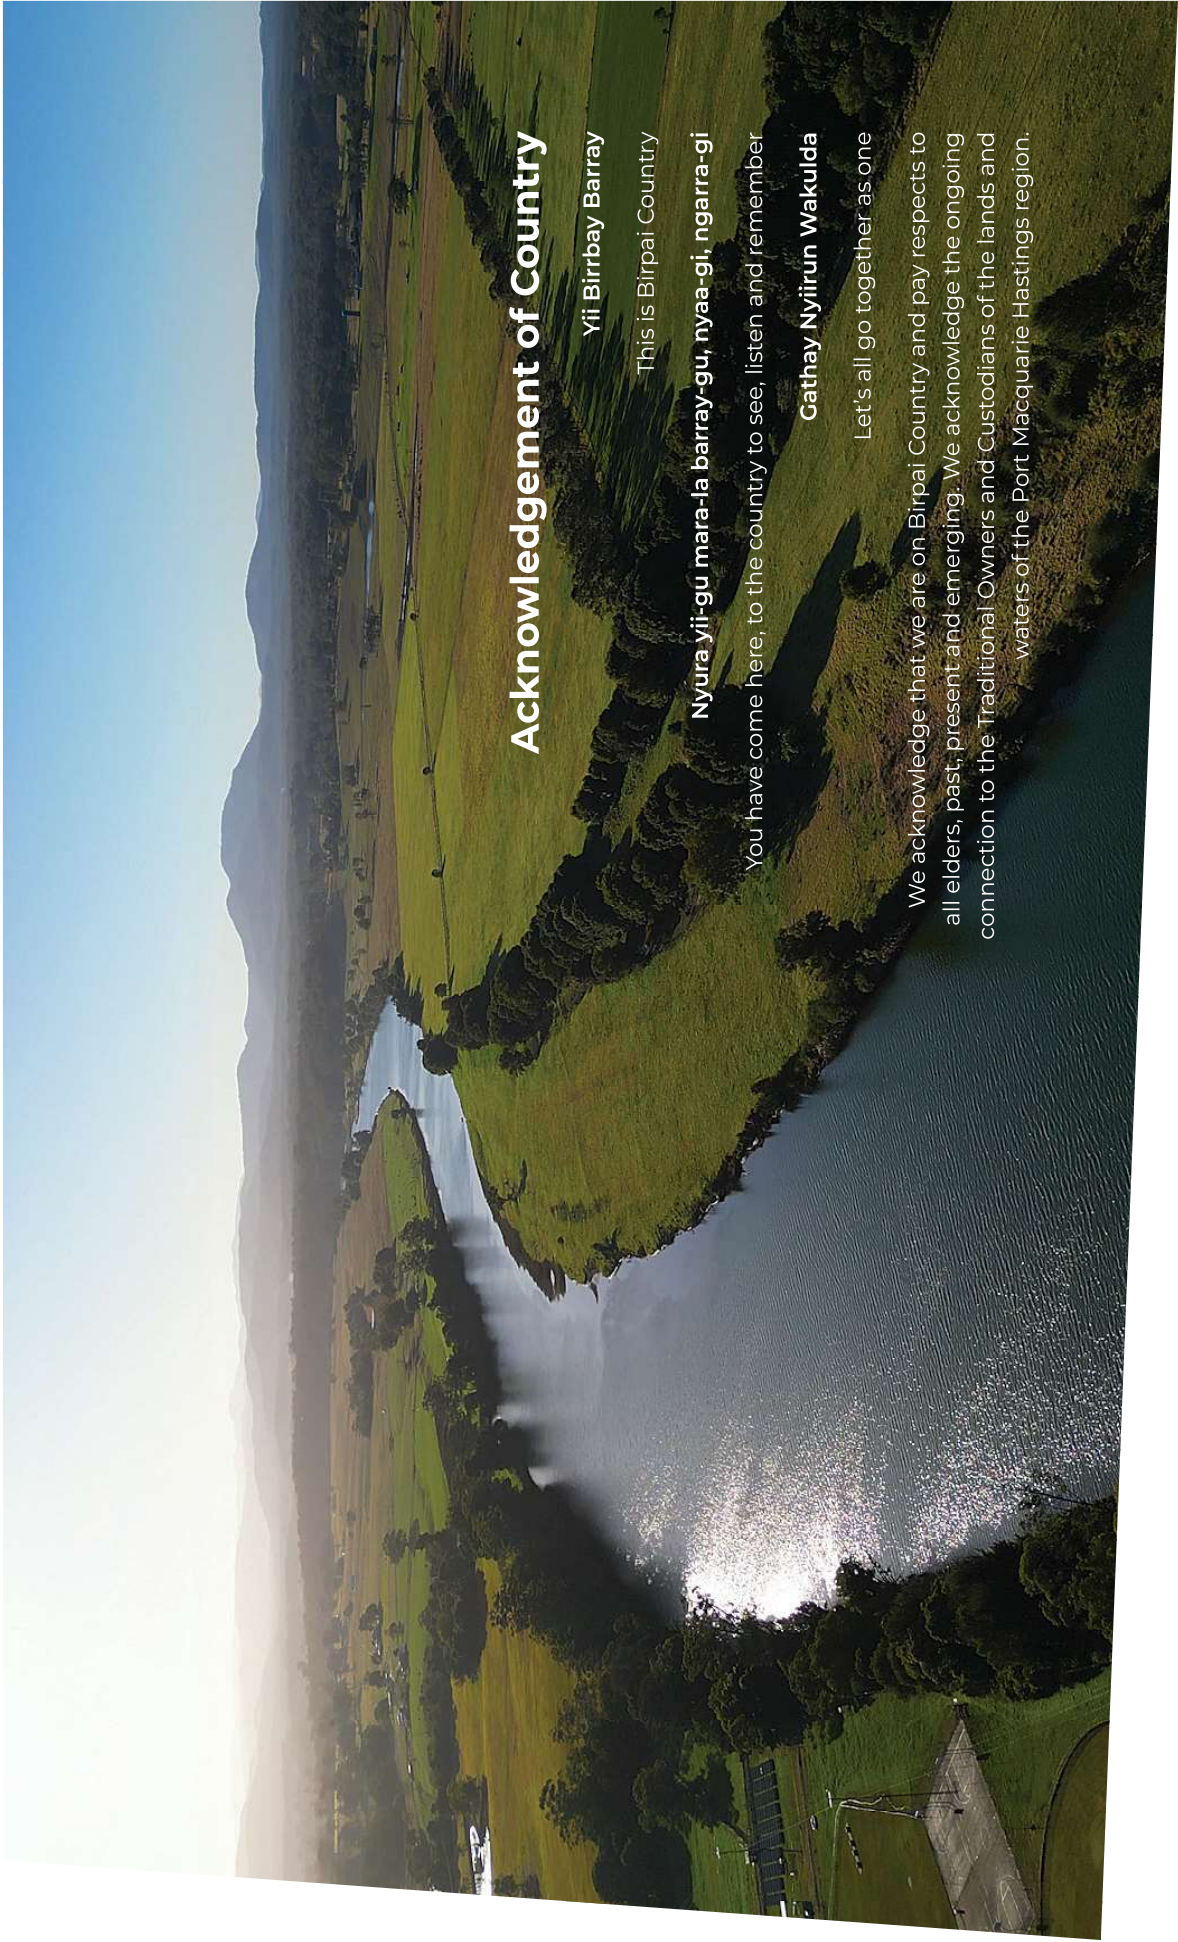 Acknowledgement of Country
Yii Birrbay Barray
This is Birpai Country
Nyura yii-gu mara-la barray-gu, nyaa-gi, ngarra-gi
You have come here, to the country to see, listen and remember
Gathay Nyiirun Wakulda
Let's all go together as one
We acknowledge that we are on Birpai Country and pay respects to
all elders, past, present and emerging. We acknowledge the ongoing
connection to the Traditional Owners and Custodians of the lands and
waters of the Port Macquarie Hastings region.